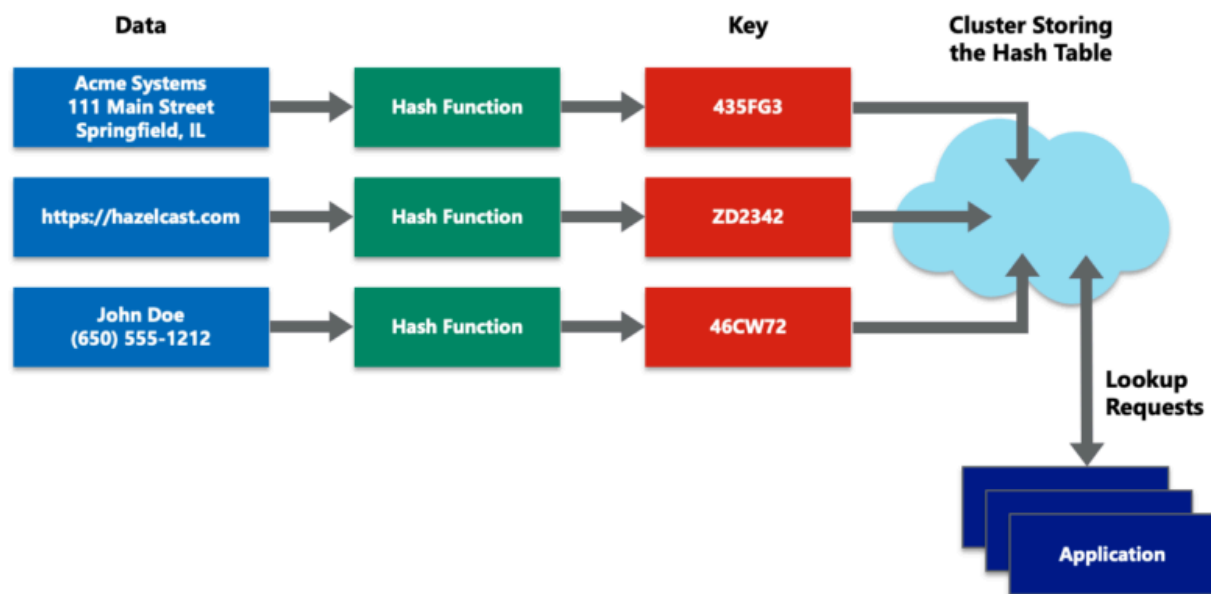 Data
Key
Cluster Storing
the Hash Table
Acme Systems
111 Main Street
Springfield, IL
Hash Function
435FG3
https://hazelcast.com
Hash Function
ZD2342
John Doe
(650) 555-1212
Hash Function
46CW72
Lookup
Requests
Application